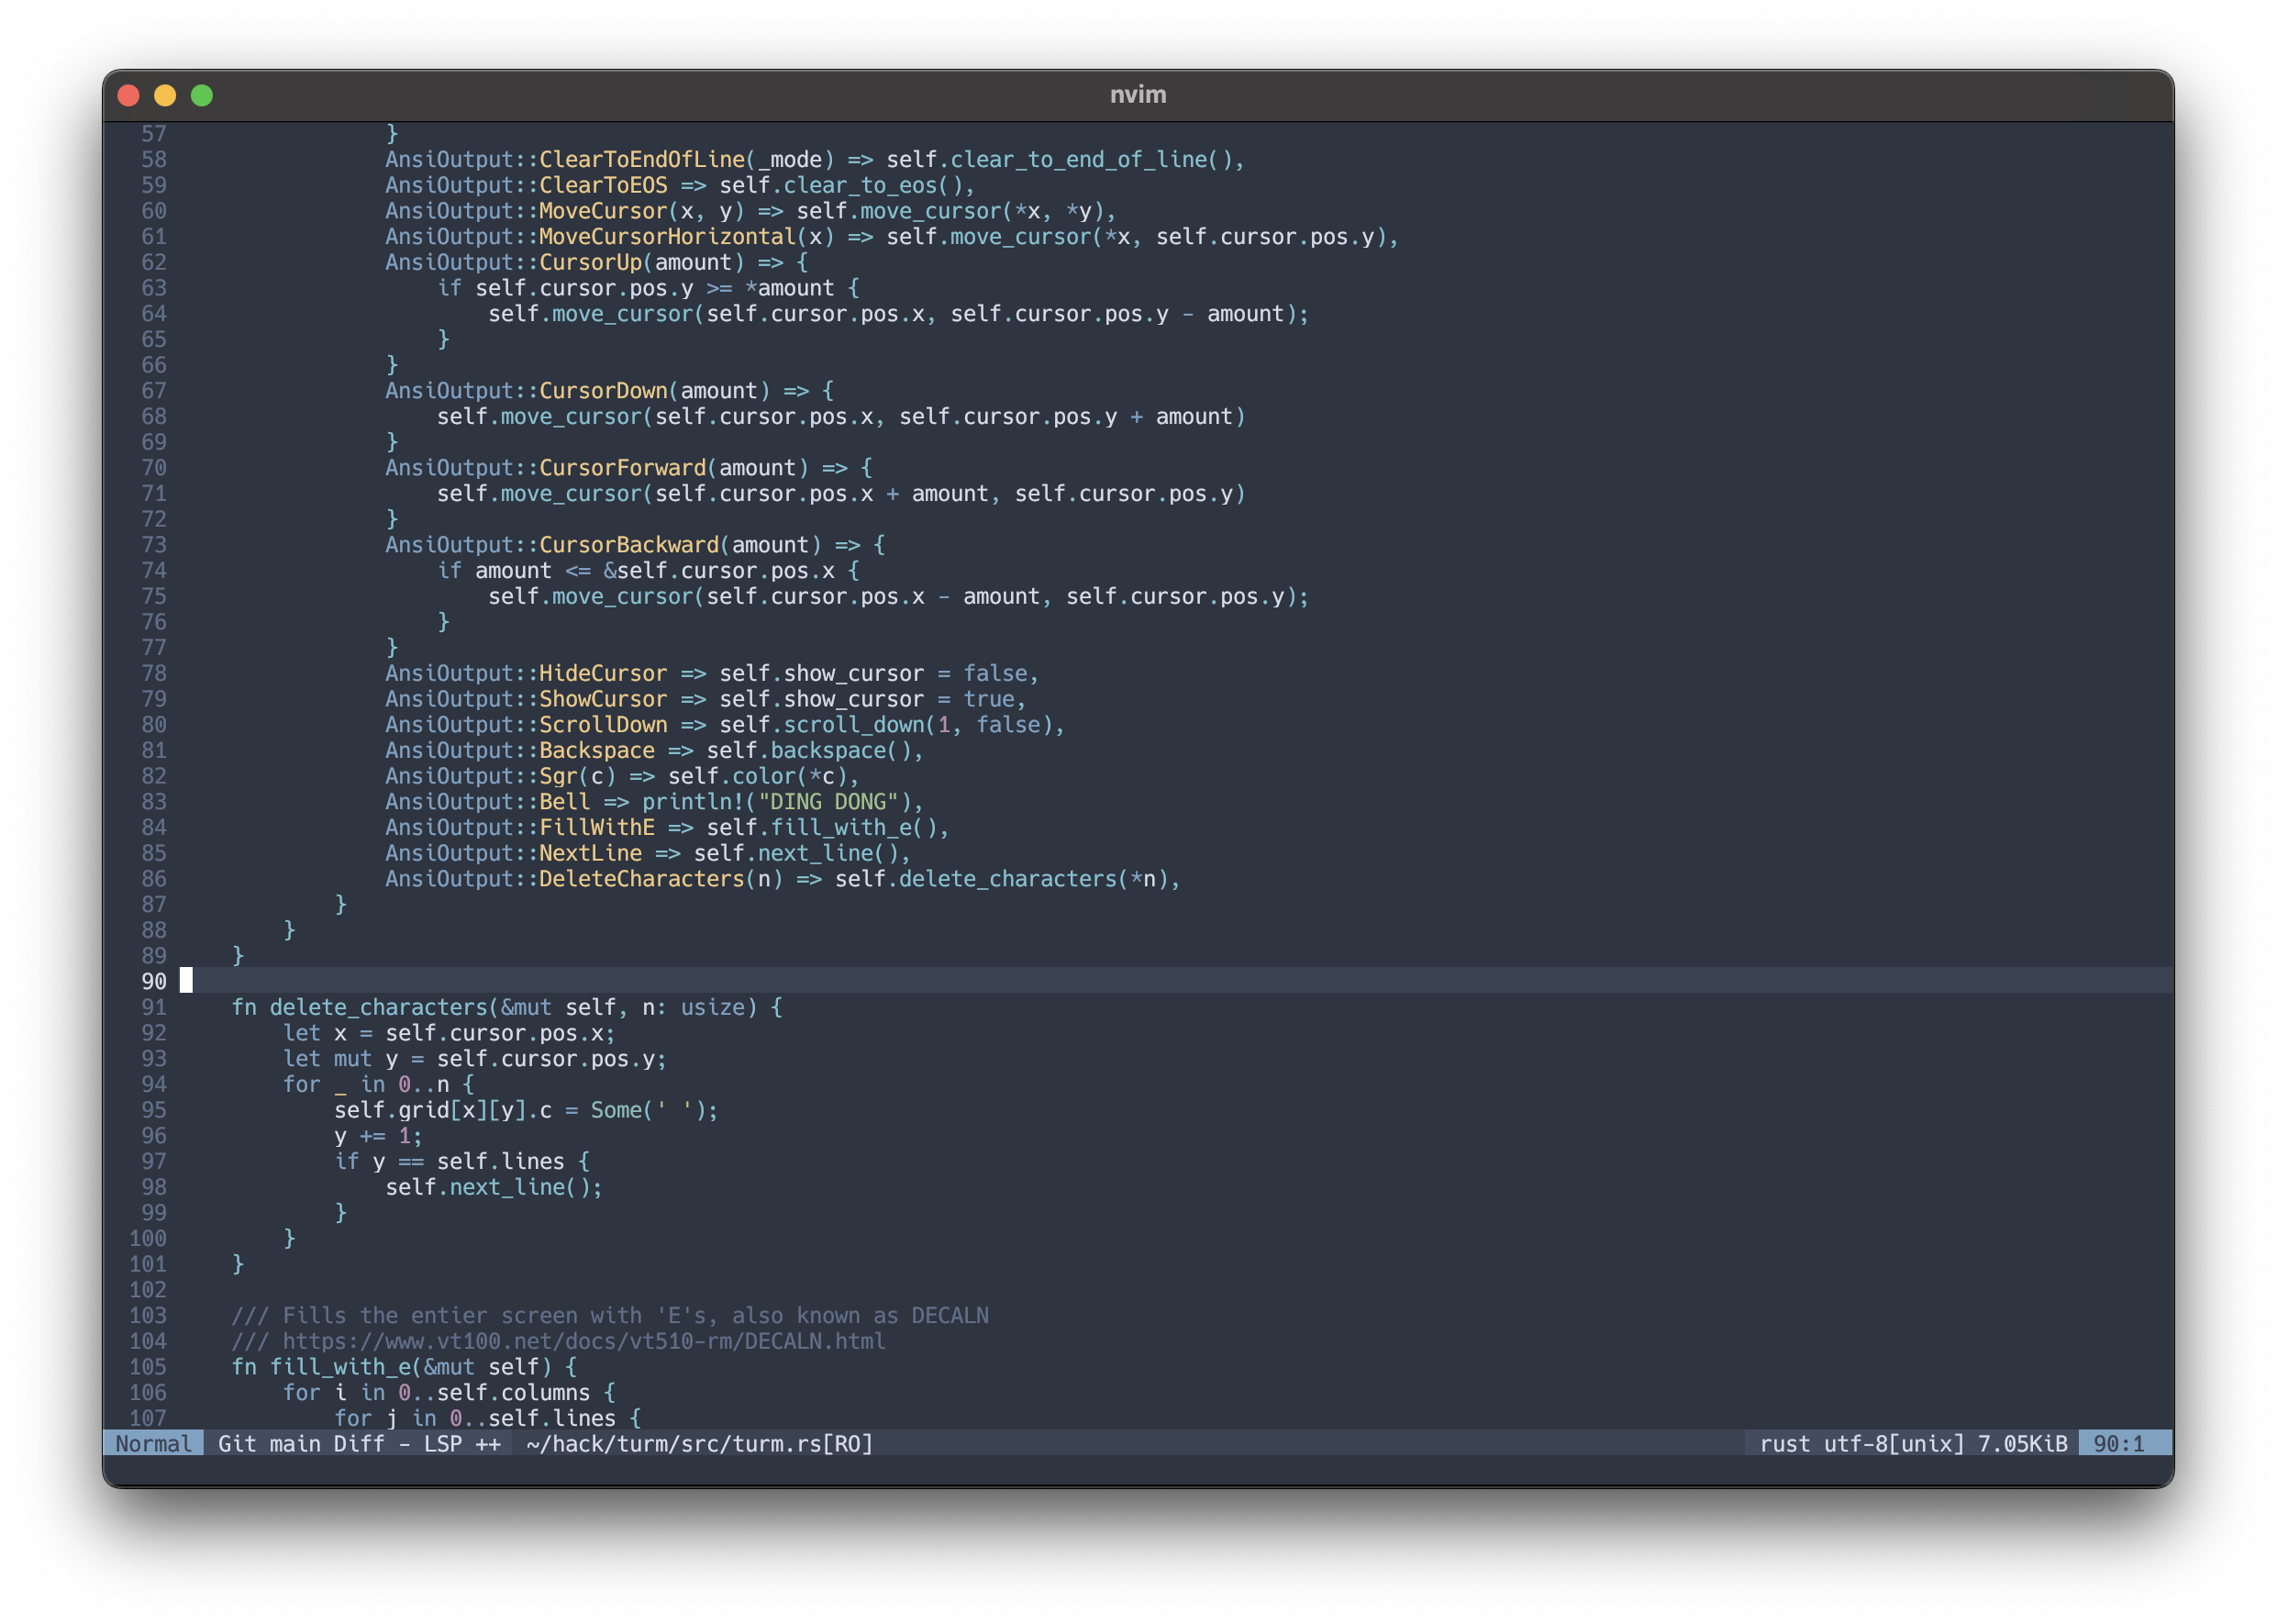 nvim
57 }
58 AnsiOutput::ClearToEndOfLine(_mode) => self.clear_to_end_of_line(),
59 AnsiOutput::ClearToEOS => self.clear_to_eos(),
60 AnsiOutput::MoveCursor(x, y) => self.move_cursor(*x, *y),
61 AnsiOutput::MoveCursorHorizontal(x) => self.move_cursor(*x, self.cursor.pos.y),
62 AnsiOutput::CursorUp(amount) => {
63 if self.cursor.pos.y >= *amount {
64 self.move_cursor(self.cursor.pos.x, self.cursor.pos.y - amount);
65 }
66 }
67 AnsiOutput::CursorDown(amount) => {
68 self.move_cursor(self.cursor.pos.x, self.cursor.pos.y + amount)
69 }
70 AnsiOutput::CursorForward(amount) => {
71 self.move_cursor(self.cursor.pos.x + amount, self.cursor.pos.y)
72 }
73 AnsiOutput::CursorBackward(amount) => {
74 if amount <= &self.cursor.pos.x {
75 self.move_cursor(self.cursor.pos.x - amount, self.cursor.pos.y);
76 }
77 }
78 AnsiOutput::HideCursor => self.show_cursor = false,
79 AnsiOutput::ShowCursor => self.show_cursor = true,
80 AnsiOutput::ScrollDown => self.scroll_down(1, false),
81 AnsiOutput::Backspace => self.backspace(),
82 AnsiOutput::Sgr(c) => self.color(*c),
83 AnsiOutput::Bell => println!("DING DONG"),
84 AnsiOutput::FillWithE => self.fill_with_e(),
85 AnsiOutput::NextLine => self.next_line(),
86 AnsiOutput::DeleteCharacters(n) => self.delete_characters(*n),
87 }
88 }
89 }
90
91 fn delete_characters(&mut self, n: usize) {
92 let x = self.cursor.pos.x;
93 let mut y = self.cursor.pos.y;
94 for _ in 0..n {
95 self.grid[x][y].c = Some(' ');
96 y += 1;
97 if y == self.lines {
98 self.next_line();
99 }
100 }
101 }
102
103 /// Fills the entier screen with 'E's, also known as DECALN
104 /// https://www.vt100.net/docs/vt510-rm/DECALN.html
105 fn fill_with_e(&mut self) {
106 for i in 0..self.columns {
107 for j in 0..self.lines {
Normal Git main Diff - LSP ++ ~/hack/turm/src/turm.rs[RO] rust utf-8[unix] 7.05KiB 90:1